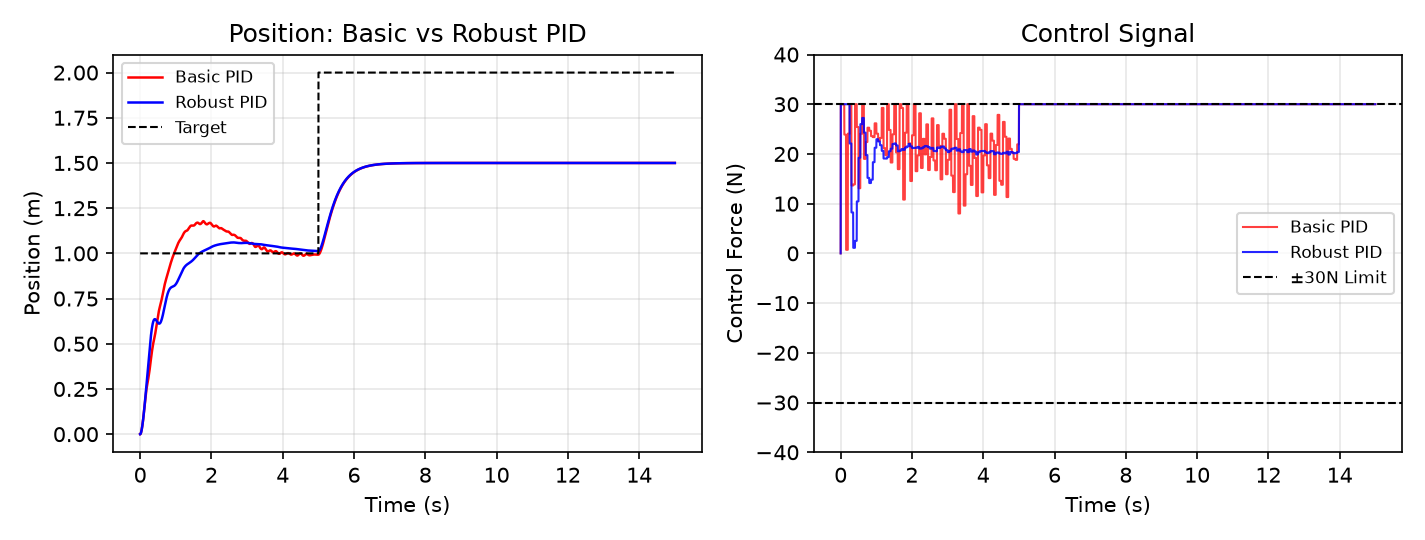 Position: Basic vs Robust PID
Basic PID
Robust PID
Target
2.00
1.75
1.50
1.25
1.00
0.75
0.50
0.25
0.00
Position (m)
0 2 4 6 8 10 12 14
Time (s)
Control Signal
40
30
20
10
0
−10
−20
−30
−40
Control Force (N)
Basic PID
Robust PID
±30N Limit
0 2 4 6 8 10 12 14
Time (s)